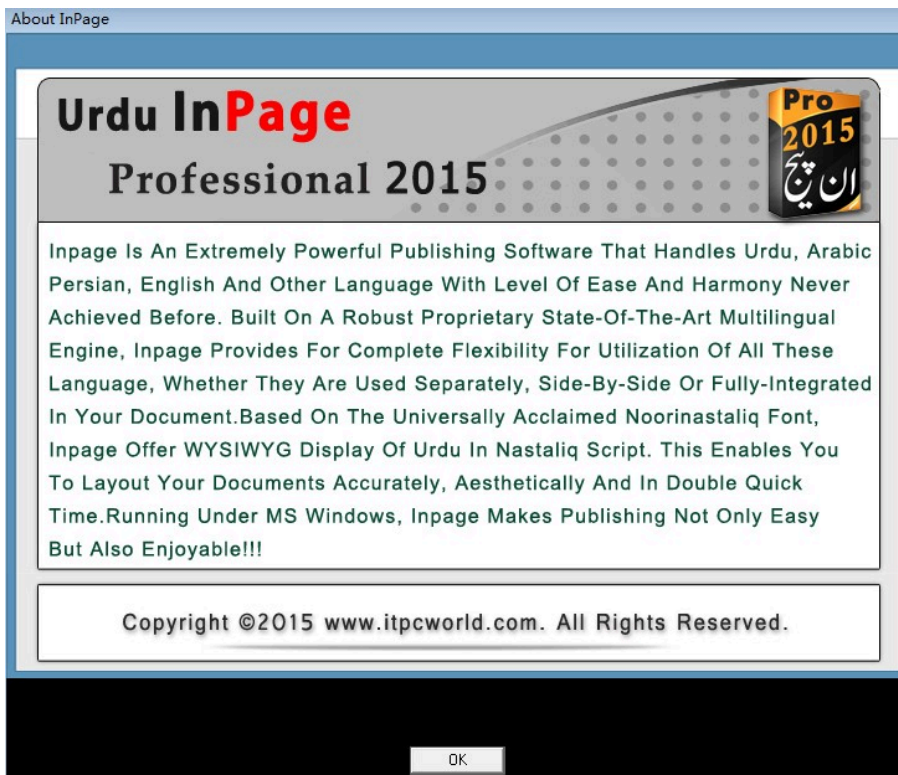 About InPage
Urdu InPage
Professional 2015
Pro
2015
ان پیج
Inpage Is An Extremely Powerful Publishing Software That Handles Urdu, Arabic
Persian, English And Other Language With Level Of Ease And Harmony Never
Achieved Before. Built On A Robust Proprietary State-Of-The-Art Multilingual
Engine, Inpage Provides For Complete Flexibility For Utilization Of All These
Language, Whether They Are Used Separately, Side-By-Side Or Fully-Integrated
In Your Document.Based On The Universally Acclaimed Noorinastaliq Font,
Inpage Offer WYSIWYG Display Of Urdu In Nastaliq Script. This Enables You
To Layout Your Documents Accurately, Aesthetically And In Double Quick
Time.Running Under MS Windows, Inpage Makes Publishing Not Only Easy
But Also Enjoyable!!!
Copyright ©2015 www.itpcworld.com. All Rights Reserved.
OK